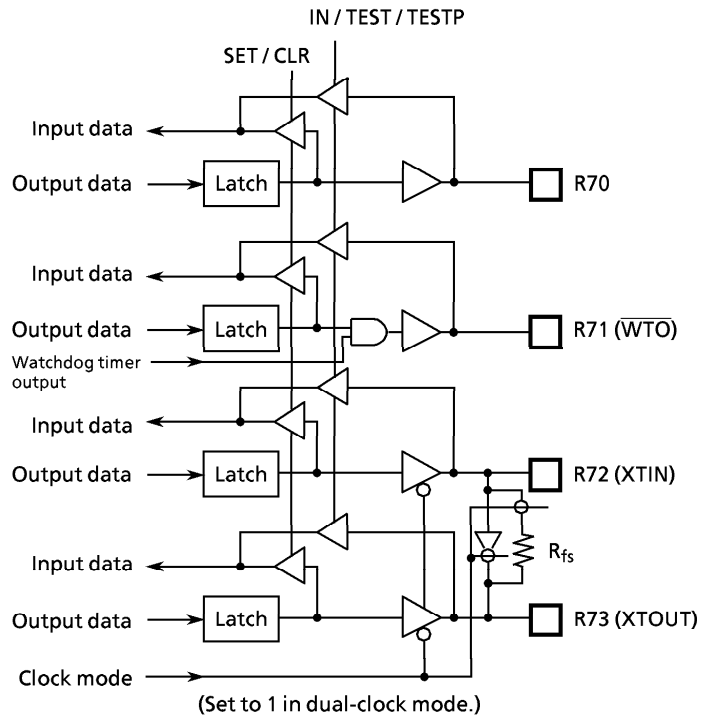 IN / TEST / TESTP
SET / CLR
Input data
Output data
Latch
R70
Input data
Output data
Latch
R71 (W̅T̅O̅)
Watchdog timer
output
Input data
Output data
Latch
R72 (XTIN)
Rfs
Input data
Output data
Latch
R73 (XTOUT)
Clock mode
(Set to 1 in dual-clock mode.)